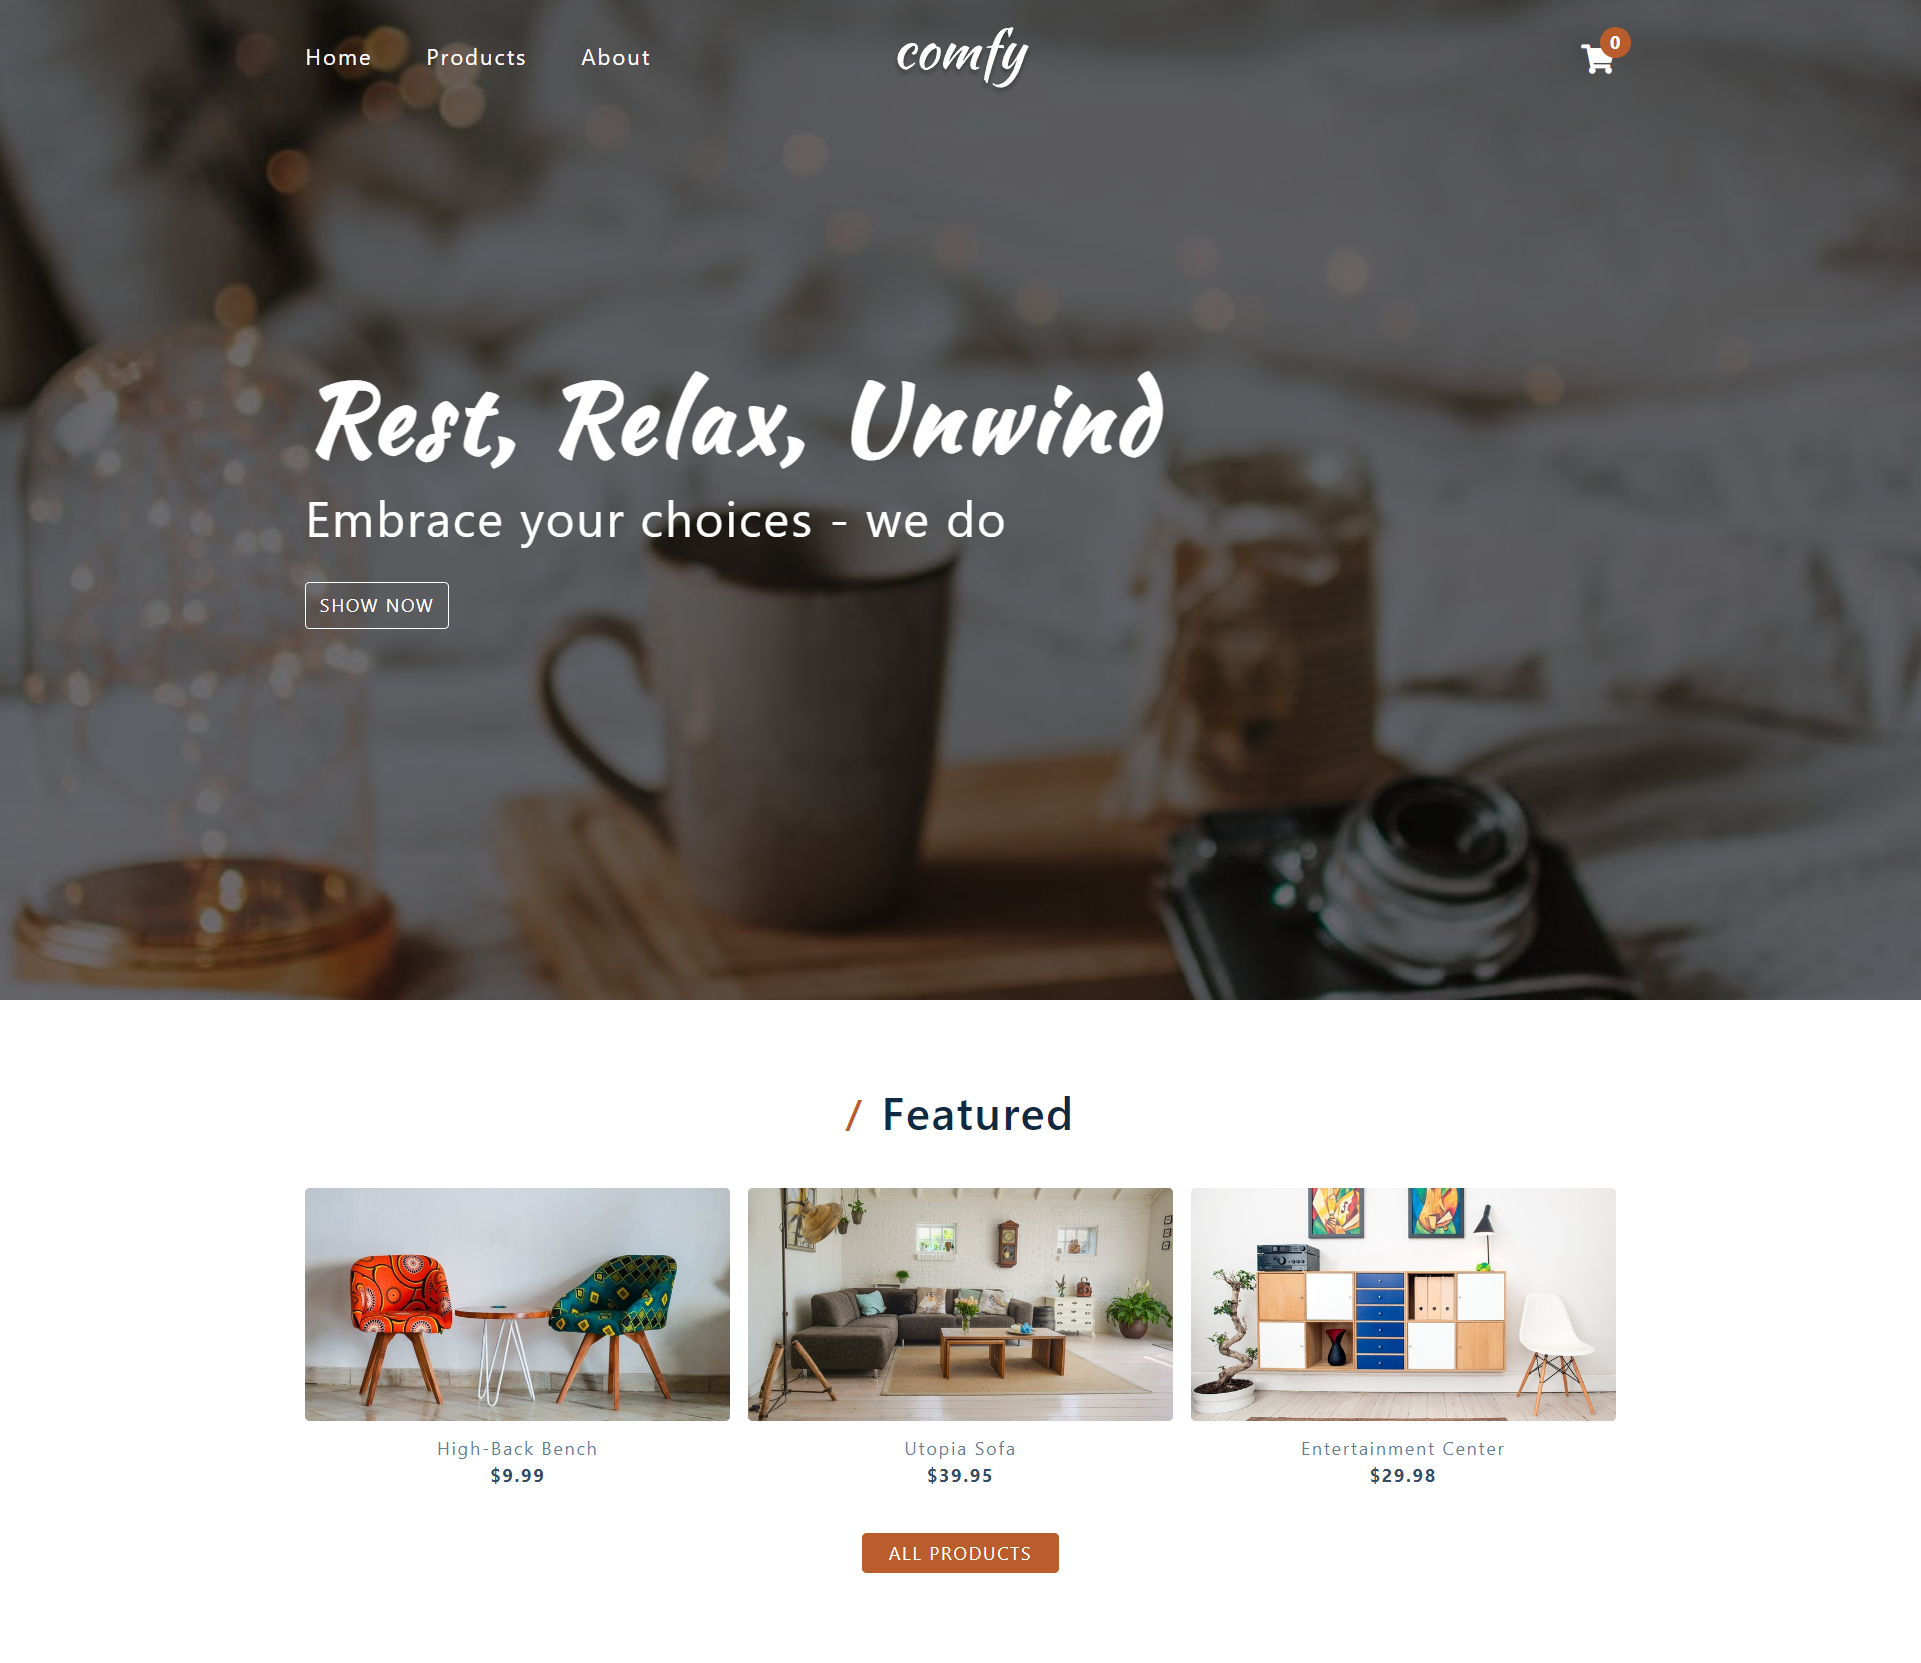 Home Products About comfy 0
Rest, Relax, Unwind
Embrace your choices - we do
SHOW NOW
/ Featured
High-Back Bench
$9.99
Utopia Sofa
$39.95
Entertainment Center
$29.98
ALL PRODUCTS